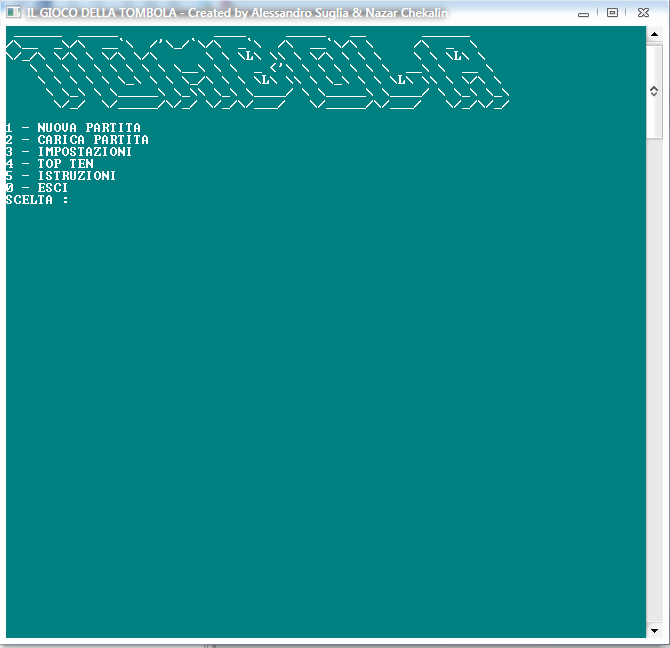 IL GIOCO DELLA TOMBOLA - Created by Alessandro Suglia & Nazar Chekalin
TOMBOLA
1 - NUOVA PARTITA
2 - CARICA PARTITA
3 - IMPOSTAZIONI
4 - TOP TEN
5 - ISTRUZIONI
0 - ESCI
SCELTA :